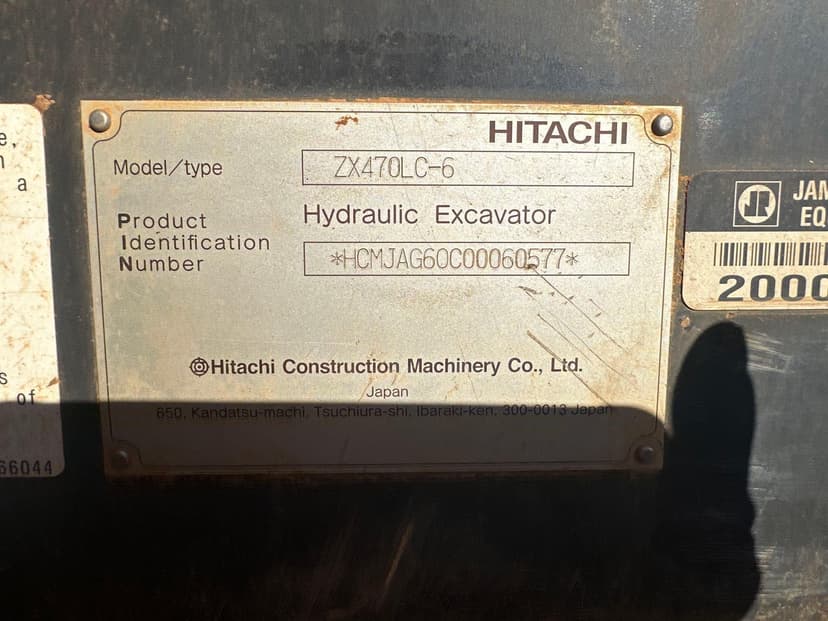 e,
a
s
of
66044
HITACHI
Model/type ZX470LC-6
Product Identification Number
Hydraulic Excavator
*HCMJAG60C00060577*
Hitachi Construction Machinery Co., Ltd.
Japan
650, Kandatsu-machi, Tsuchiura-shi, Ibaraki-ken, 300-0013 Japan
JR
EQ
2000